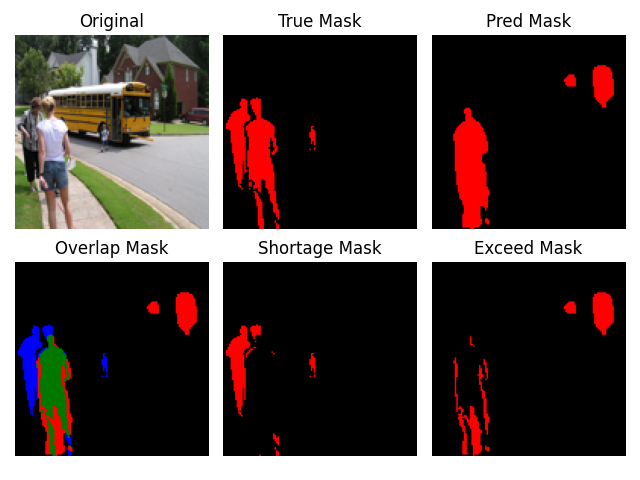 Original
True Mask
Pred Mask
Overlap Mask
Shortage Mask
Exceed Mask